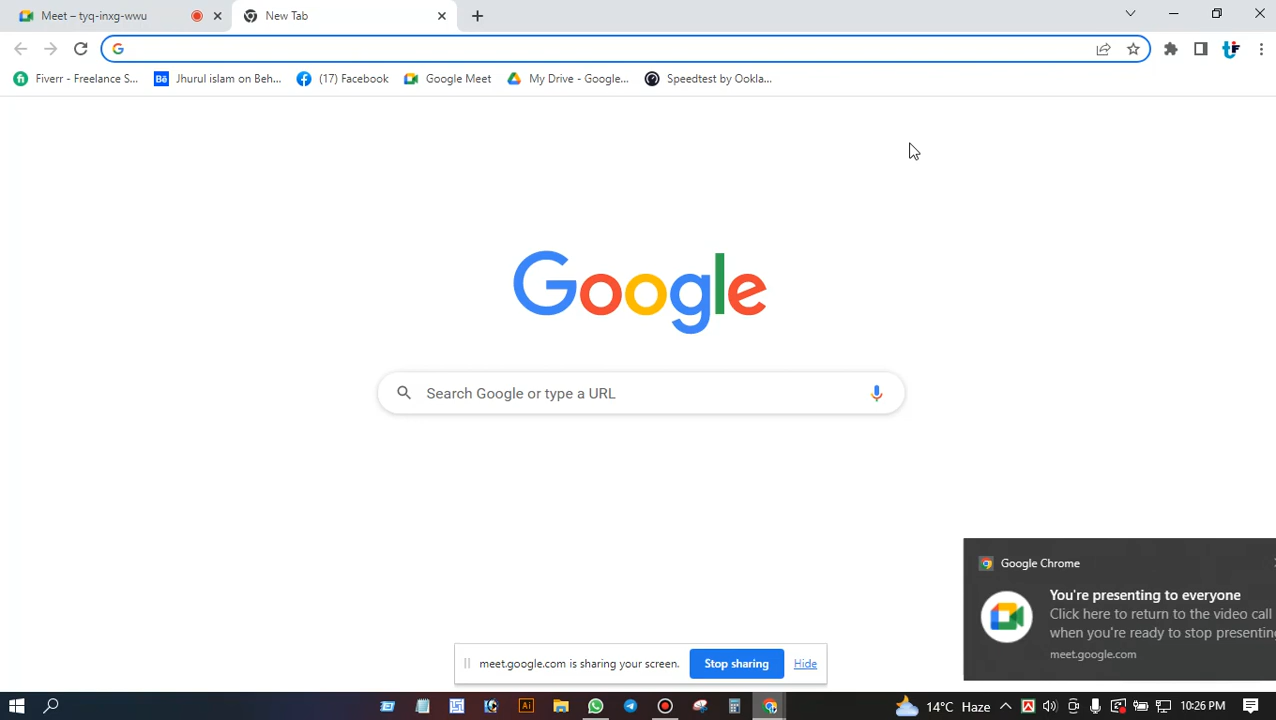 Meet – tyq-inxg-wwu
New Tab
Fiverr - Freelance S...
Bē Jhurul islam on Beh...
(17) Facebook
Google Meet
My Drive - Google...
Speedtest by Ookla...
Google
Search Google or type a URL
Google Chrome
You're presenting to everyone
Click here to return to the video call
when you're ready to stop presentin
meet.google.com
meet.google.com is sharing your screen.
Stop sharing
Hide
Ai
14°C Haze
10:26 PM